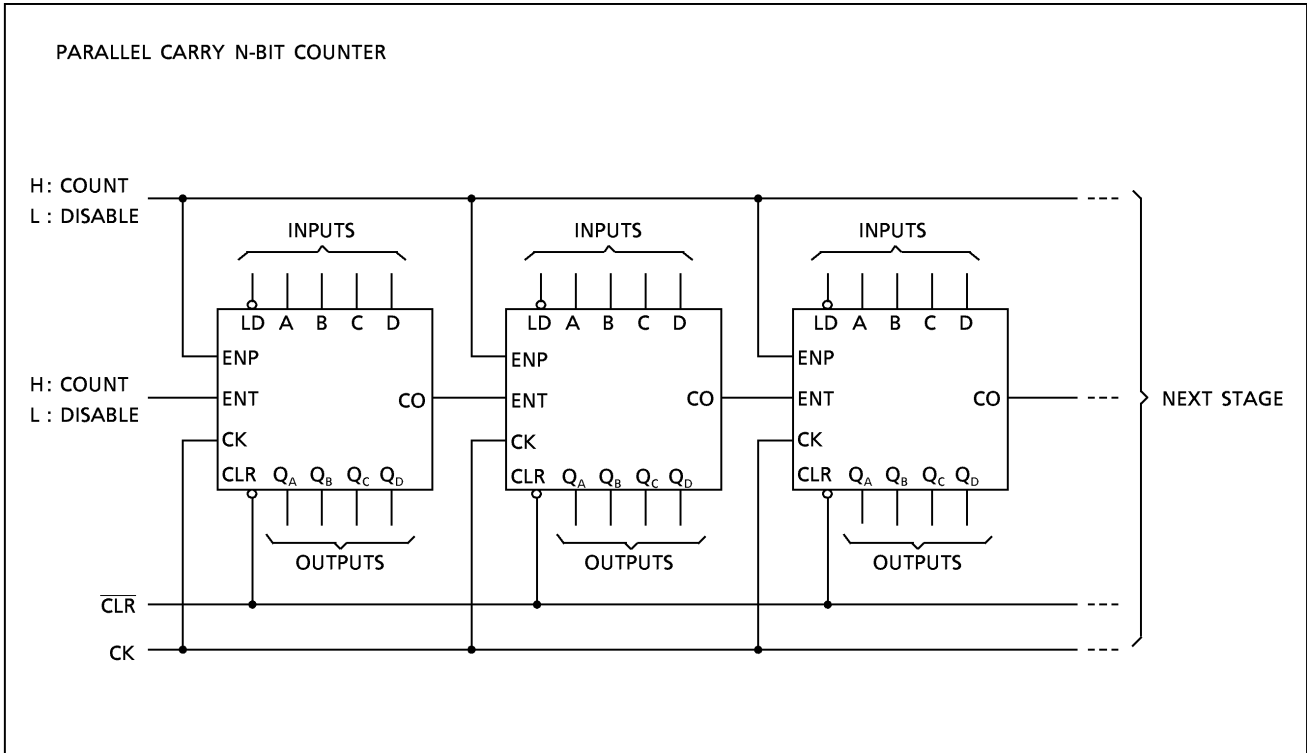 PARALLEL CARRY N-BIT COUNTER
H: COUNT
L : DISABLE
INPUTS INPUTS INPUTS
LD A B C D LD A B C D LD A B C D
ENP ENP ENP
H: COUNT
L : DISABLE
ENT CO ENT CO ENT CO NEXT STAGE
CK CK CK
CLR QA QB QC QD CLR QA QB QC QD CLR QA QB QC QD
OUTPUTS OUTPUTS OUTPUTS
C̅L̅R̅
CK